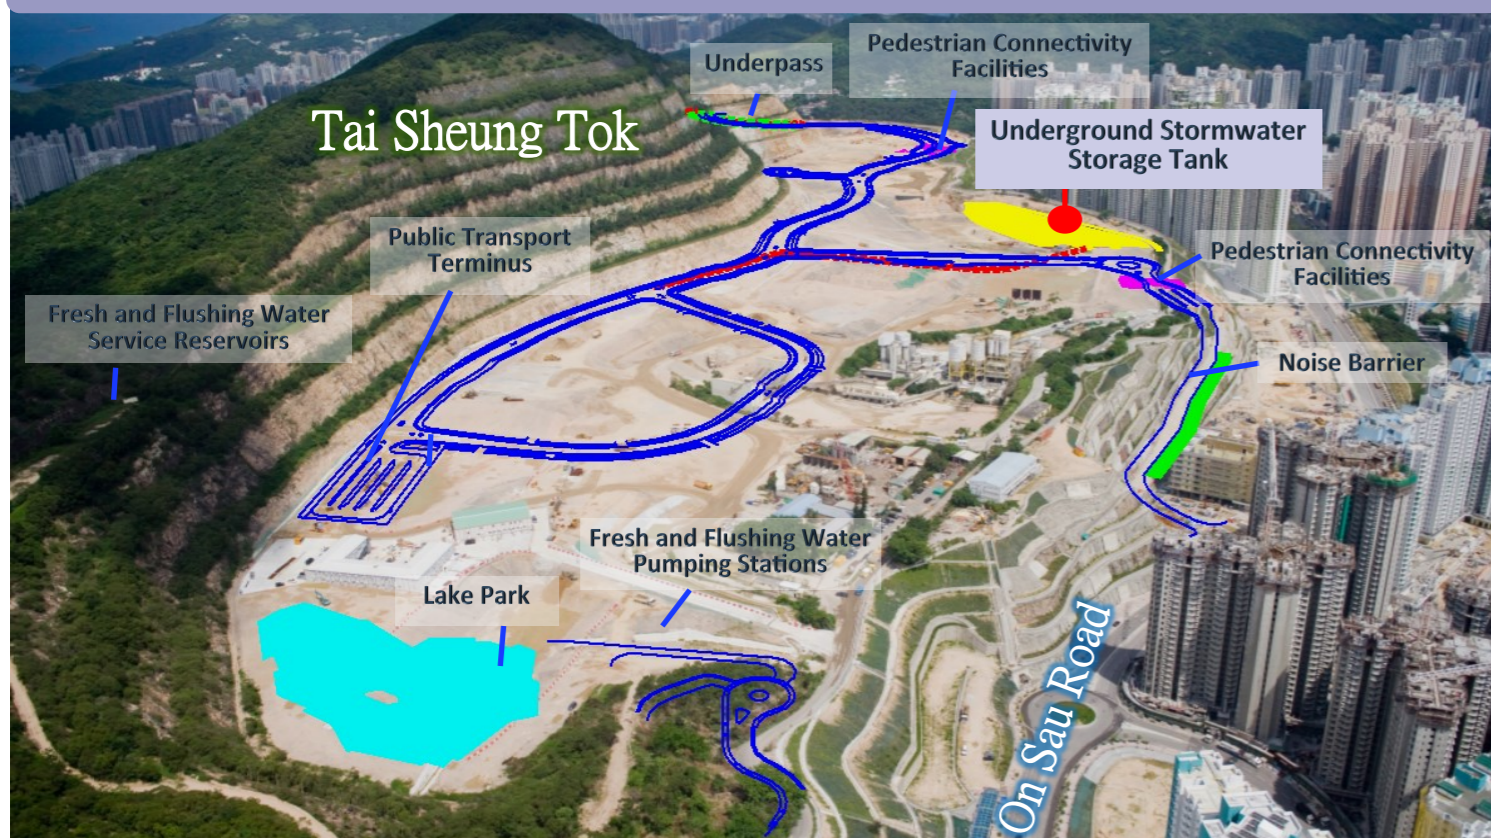 Underpass
Pedestrian Connectivity
Facilities
Tai Sheung Tok
Underground Stormwater
Storage Tank
Public Transport
Terminus
Pedestrian Connectivity
Facilities
Fresh and Flushing Water
Service Reservoirs
Noise Barrier
Fresh and Flushing Water
Pumping Stations
Lake Park
On Sau Road